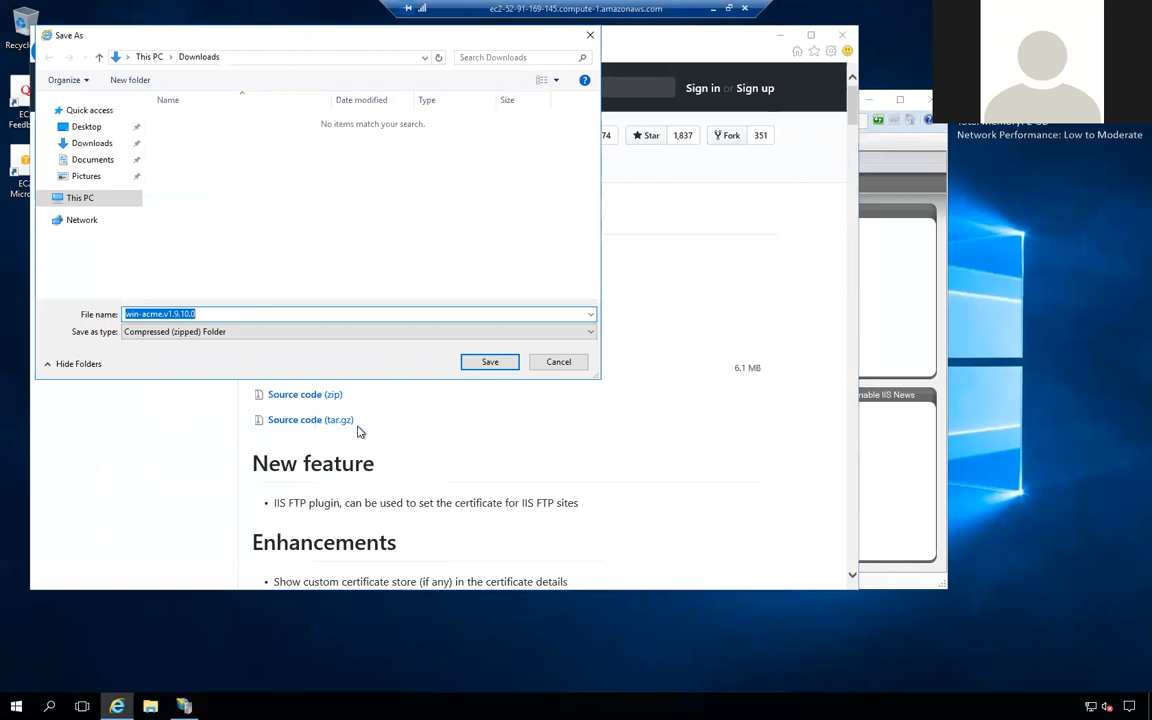 ec2-52-91-169-145.compute-1.amazonaws.com
Save As
This PC > Downloads
Search Downloads
Organize
New folder
Name
Date modified
Type
Size
No items match your search.
Quick access
Desktop
Downloads
Documents
Pictures
This PC
Network
File name: win-acme.v1.9.10.0
Save as type: Compressed (zipped) Folder
Hide Folders
Save
Cancel
Sign in or Sign up
74
Star
1,837
Fork
351
Network Performance: Low to Moderate
6.1 MB
Source code (zip)
Source code (tar.gz)
New feature
• IIS FTP plugin, can be used to set the certificate for IIS FTP sites
Enhancements
• Show custom certificate store (if any) in the certificate details
nable IIS News